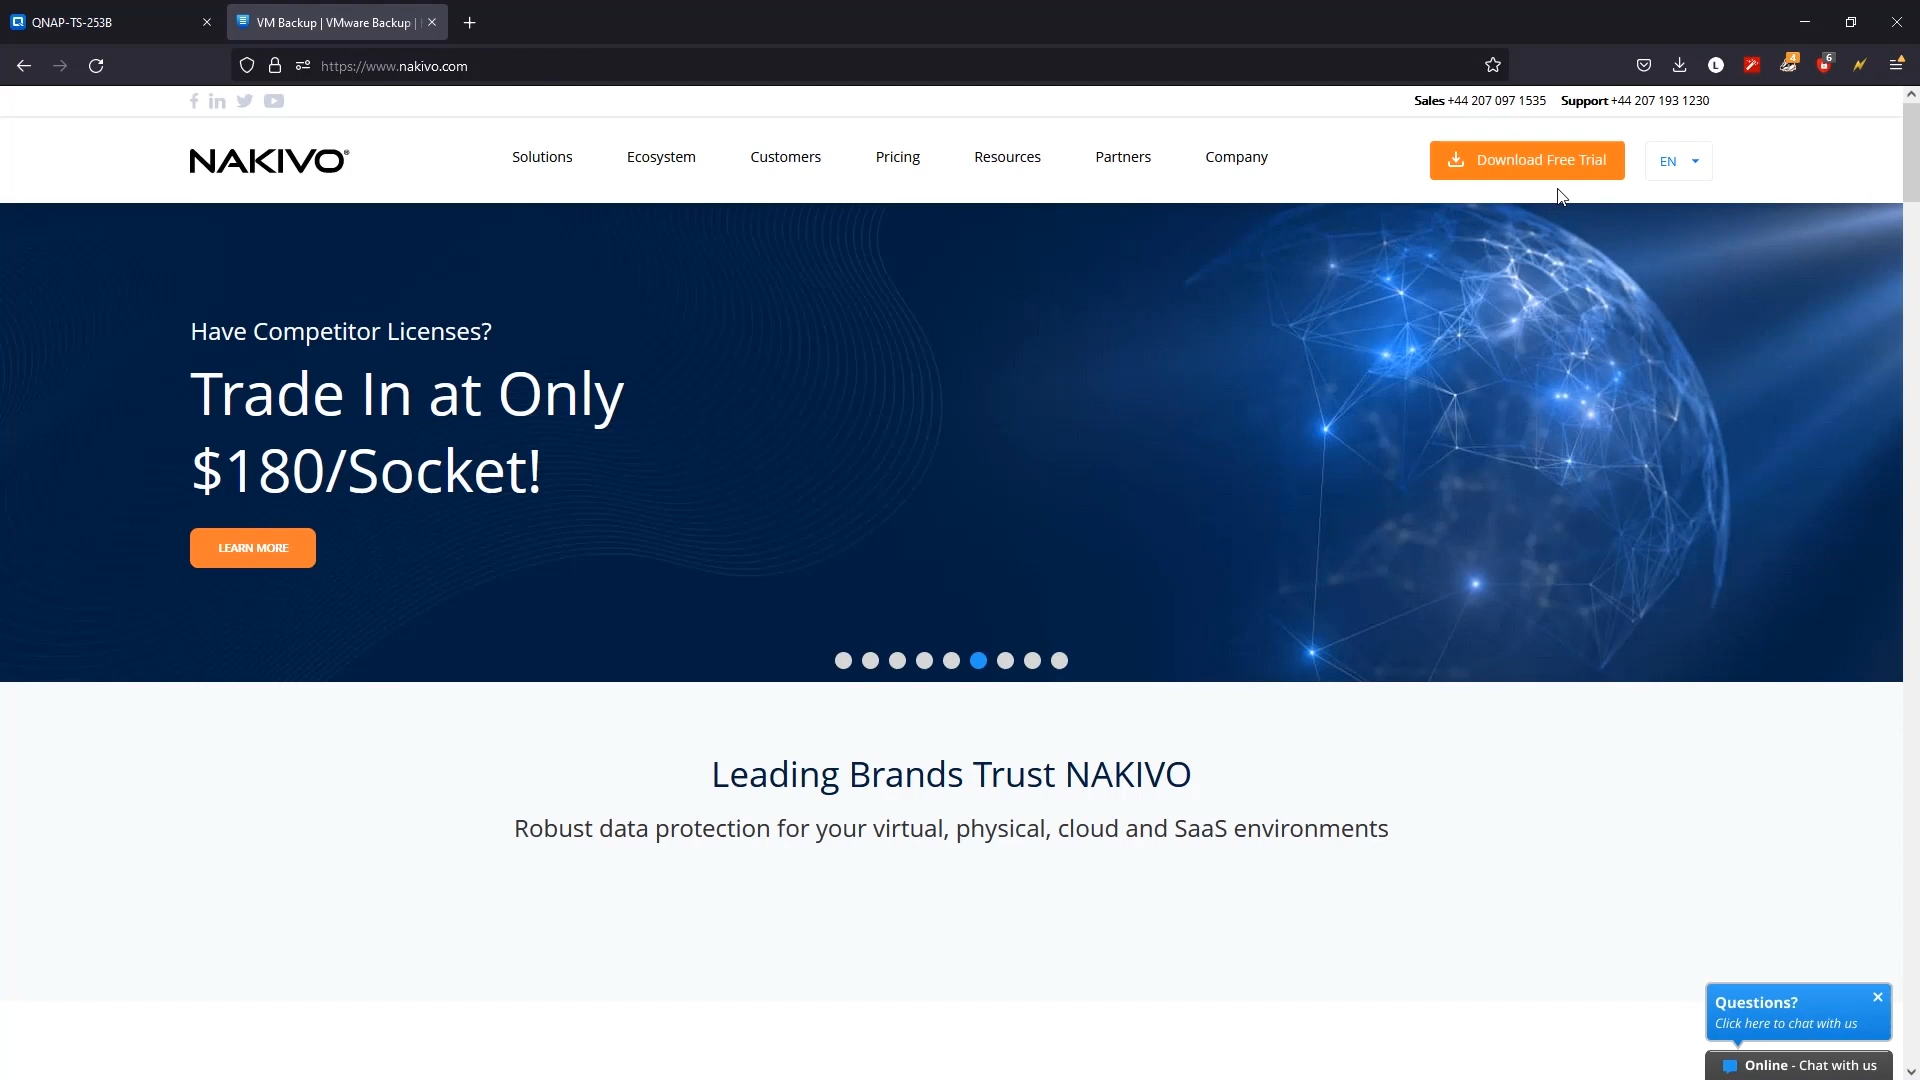 QNAP-TS-253B
VM Backup | VMware Backup |
https://www.nakivo.com
L
4
6
Sales +44 207 097 1535 Support +44 207 193 1230
NAKIVO®
Solutions Ecosystem Customers Pricing Resources Partners Company
Download Free Trial
EN
Have Competitor Licenses?
Trade In at Only
$180/Socket!
LEARN MORE
Leading Brands Trust NAKIVO
Robust data protection for your virtual, physical, cloud and SaaS environments
Questions?
Click here to chat with us
Online - Chat with us